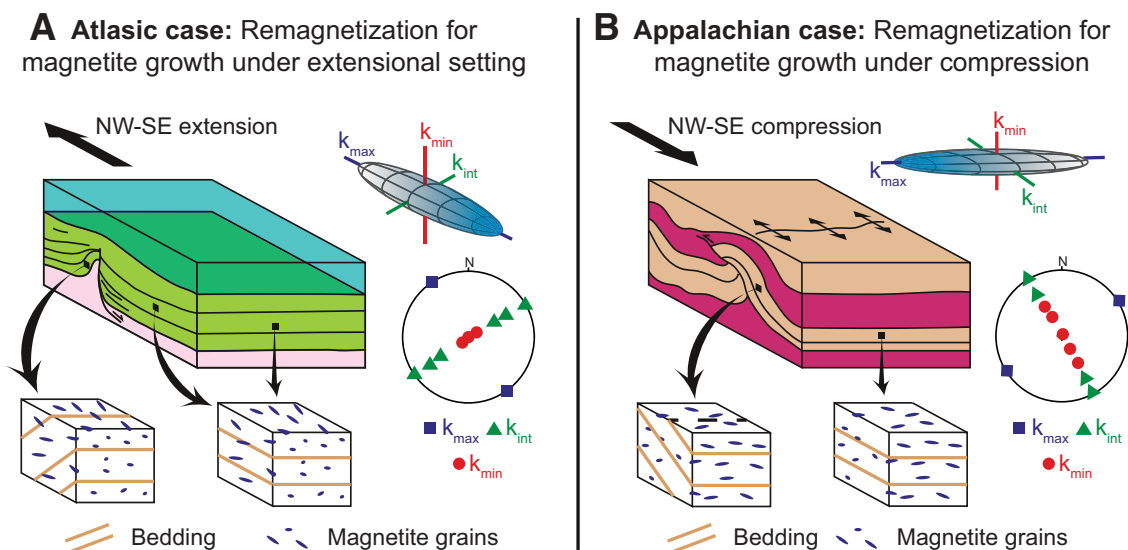 A Atlasic case: Remagnetization for
magnetite growth under extensional setting
NW-SE extension
kmax
kmin
kint
N
kmax kint
kmin
Bedding Magnetite grains
B Appalachian case: Remagnetization for
magnetite growth under compression
NW-SE compression
kmin
kmax
kint
N
kmax kint
kmin
Bedding Magnetite grains